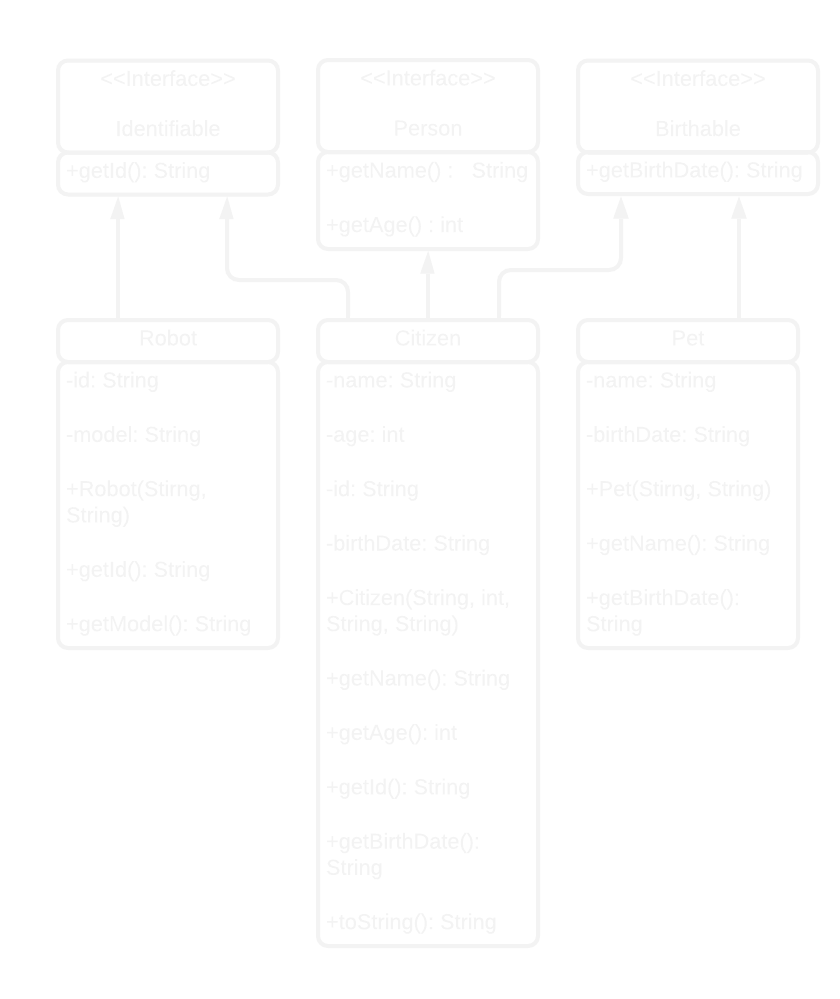 <<Interface>>
Identifiable
+getId(): String
<<Interface>>
Person
+getName() :   String
+getAge() : int
<<Interface>>
Birthable
+getBirthDate(): String
Robot
-id: String
-model: String
+Robot(Stirng,
String)
+getId(): String
+getModel(): String
Citizen
-name: String
-age: int
-id: String
-birthDate: String
+Citizen(String, int,
String, String)
+getName(): String
+getAge(): int
+getId(): String
+getBirthDate():
String
+toString(): String
Pet
-name: String
-birthDate: String
+Pet(Stirng, String)
+getName(): String
+getBirthDate():
String